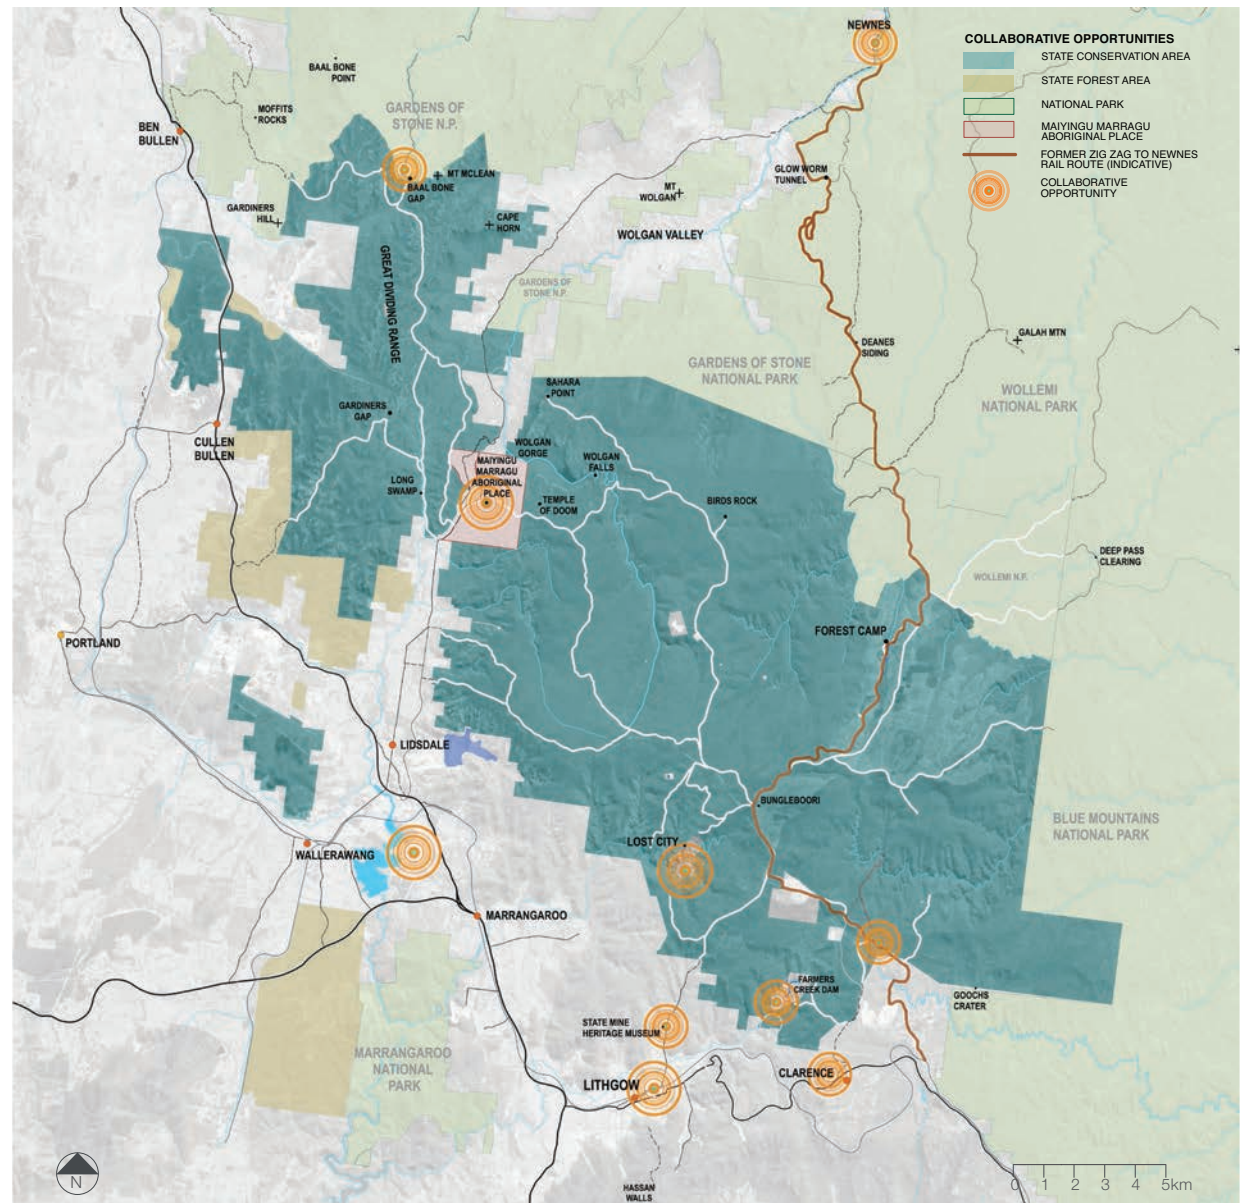 NEWNES
COLLABORATIVE OPPORTUNITIES
STATE CONSERVATION AREA
STATE FOREST AREA
NATIONAL PARK
MAIYINGU MARRAGU
ABORIGINAL PLACE
FORMER ZIG ZAG TO NEWNES
RAIL ROUTE (INDICATIVE)
COLLABORATIVE
OPPORTUNITY
BAAL BONE
POINT
MOFFITS
ROCKS
GARDENS OF
STONE N.P.
BEN
BULLEN
MT MCLEAN
BAAL BONE
GAP
GLOW WORM
TUNNEL
MT
WOLGAN
GARDINERS
HILL
CAPE
HORN
WOLGAN VALLEY
GREAT DIVIDING RANGE
GARDENS OF
STONE N.P.
GALAH MTN
DEANES
SIDING
GARDENS OF STONE
NATIONAL PARK
WOLLEMI
NATIONAL PARK
SAHARA
POINT
GARDINERS
GAP
CULLEN
BULLEN
WOLGAN
GORGE
WOLGAN
FALLS
MAIYINGU
MARRAGU
ABORIGINAL
PLACE
LONG
SWAMP
TEMPLE
OF DOOM
BIRDS ROCK
DEEP PASS
CLEARING
WOLLEMI N.P.
FOREST CAMP
PORTLAND
LIDSDALE
BUNGLEBOORI
BLUE MOUNTAINS
NATIONAL PARK
LOST CITY
WALLERAWANG
MARRANGAROO
FARMERS
CREEK DAM
GOOCHS
CRATER
STATE MINE
HERITAGE MUSEUM
MARRANGAROO
NATIONAL
PARK
CLARENCE
LITHGOW
HASSAN
WALLS
N
0 1 2 3 4 5km